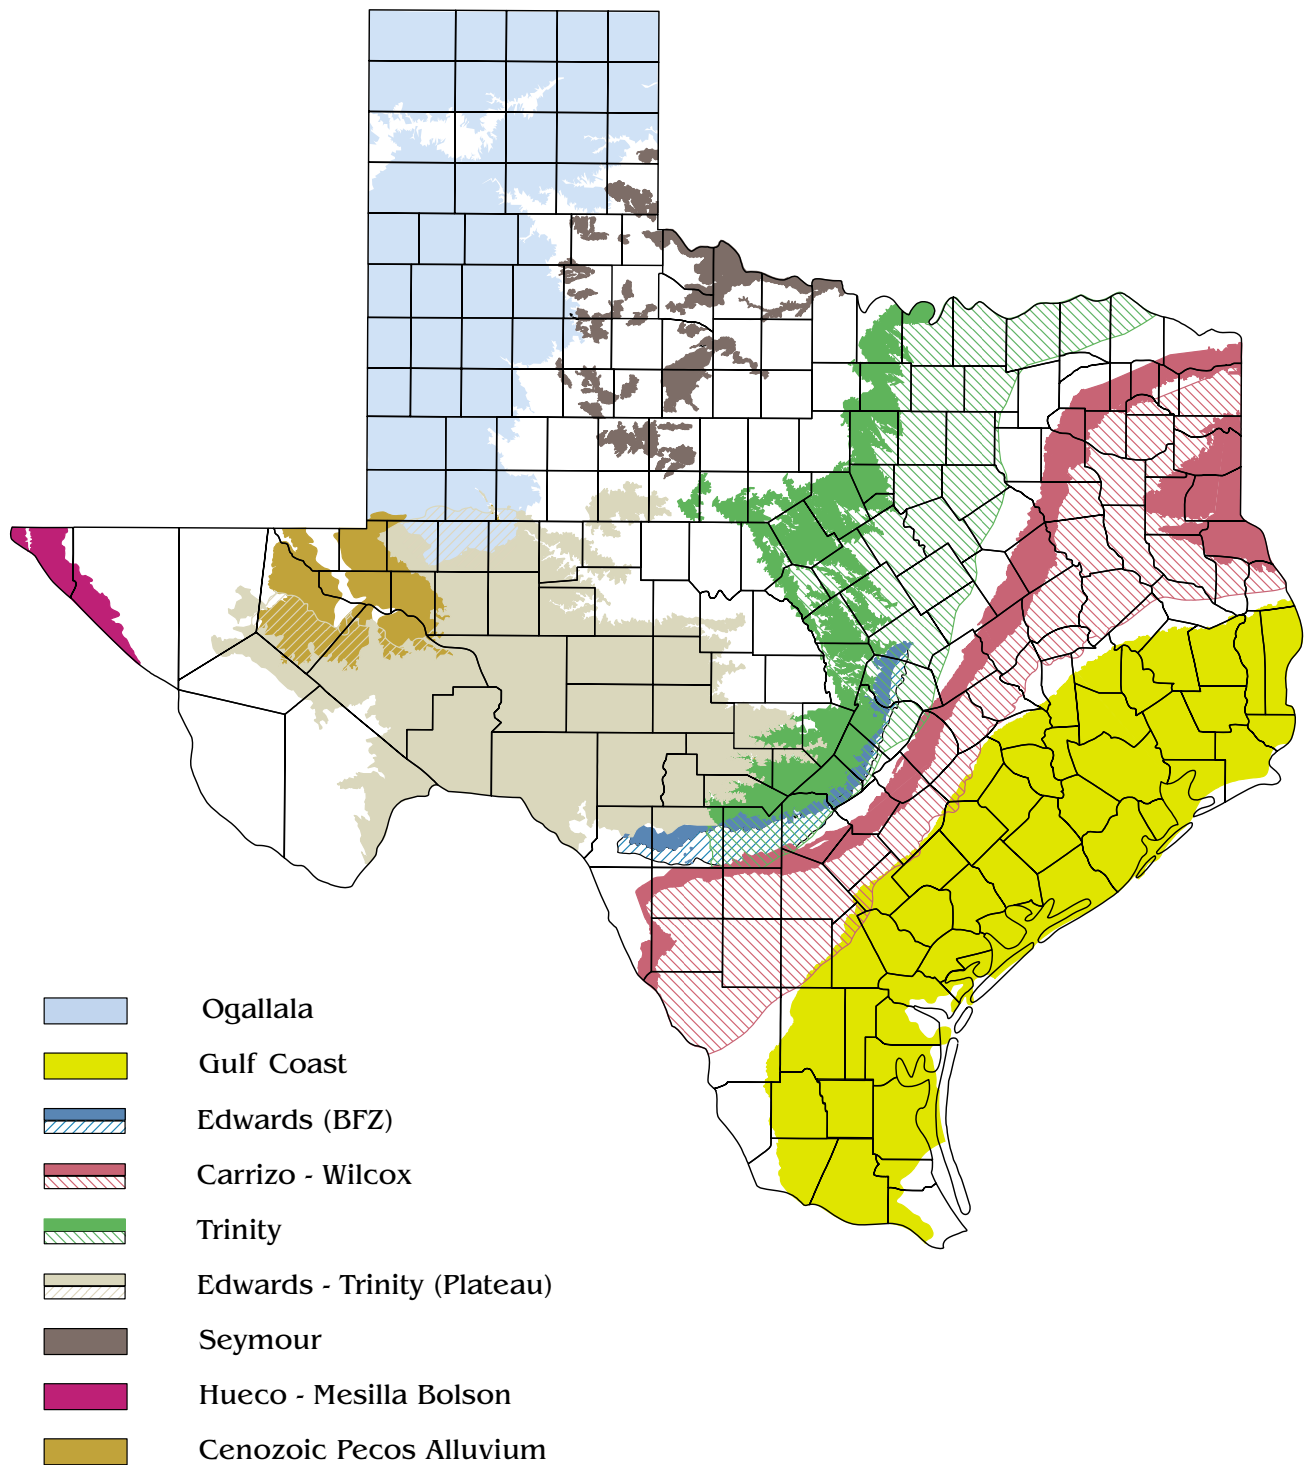 Ogallala
Gulf Coast
Edwards (BFZ)
Carrizo - Wilcox
Trinity
Edwards - Trinity (Plateau)
Seymour
Hueco - Mesilla Bolson
Cenozoic Pecos Alluvium